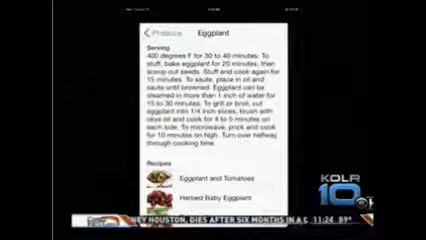 Produce
Eggplant
Serving
400 degrees F for 30 to 40 minutes. To
stuff, bake eggplant for 20 minutes, then
scoop out seeds. Stuff and cook again for
15 minutes. To saute, place in oil and
saute until browned. Eggplant can be
steamed in more than 1 inch of water for
15 to 30 minutes. To grill or broil, cut
eggplant into 1/4 inch slices, brush with
olive oil and cook for 4 to 5 minutes on
each side. To microwave, prick and cook
for 10 minutes on high. Turn over halfway
through cooking time.
Recipes
Eggplant and Tomatoes
Herbed Baby Eggplant
KOLR
10
NEY HOUSTON, DIES AFTER SIX MONTHS IN A C
11:24 89°